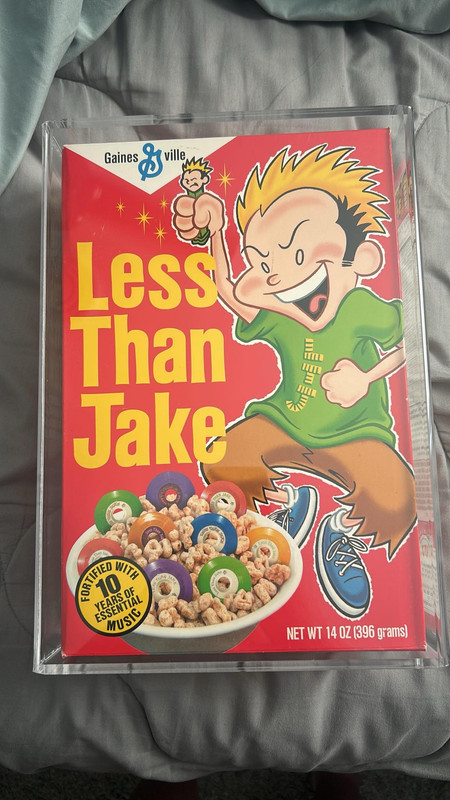 Gaines G ville
Less
Than
Jake
FORTIFIED WITH
10
YEARS OF
ESSENTIAL
MUSIC
NET WT 14 OZ (396 grams)